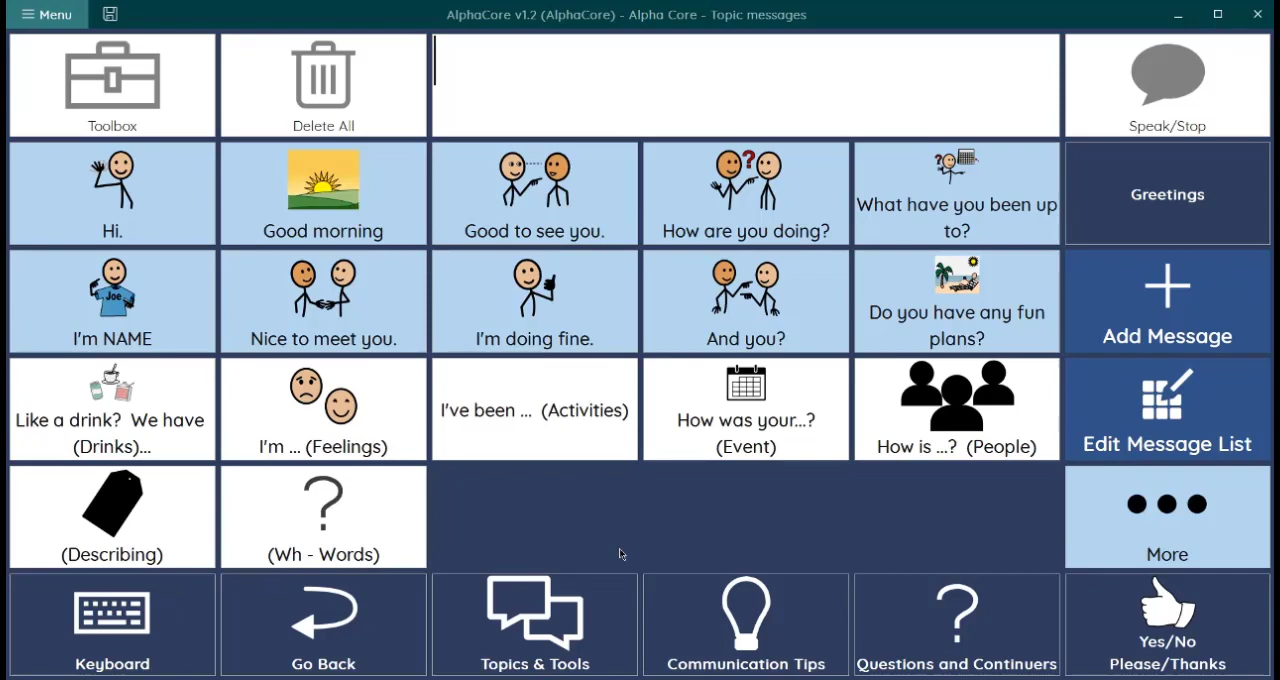 Menu
AlphaCore v1.2 (AlphaCore) - Alpha Core - Topic messages
Toolbox
Delete All
Speak/Stop
Hi.
Good morning
Good to see you.
How are you doing?
What have you been up
to?
Greetings
Joe
I'm NAME
Nice to meet you.
I'm doing fine.
And you?
Do you have any fun
plans?
Add Message
Like a drink?  We have
(Drinks)...
I'm ... (Feelings)
I've been ...  (Activities)
How was your...?
(Event)
How is ...?  (People)
Edit Message List
(Describing)
(Wh - Words)
More
Keyboard
Go Back
Topics & Tools
Communication Tips
Questions and Continuers
Yes/No
Please/Thanks